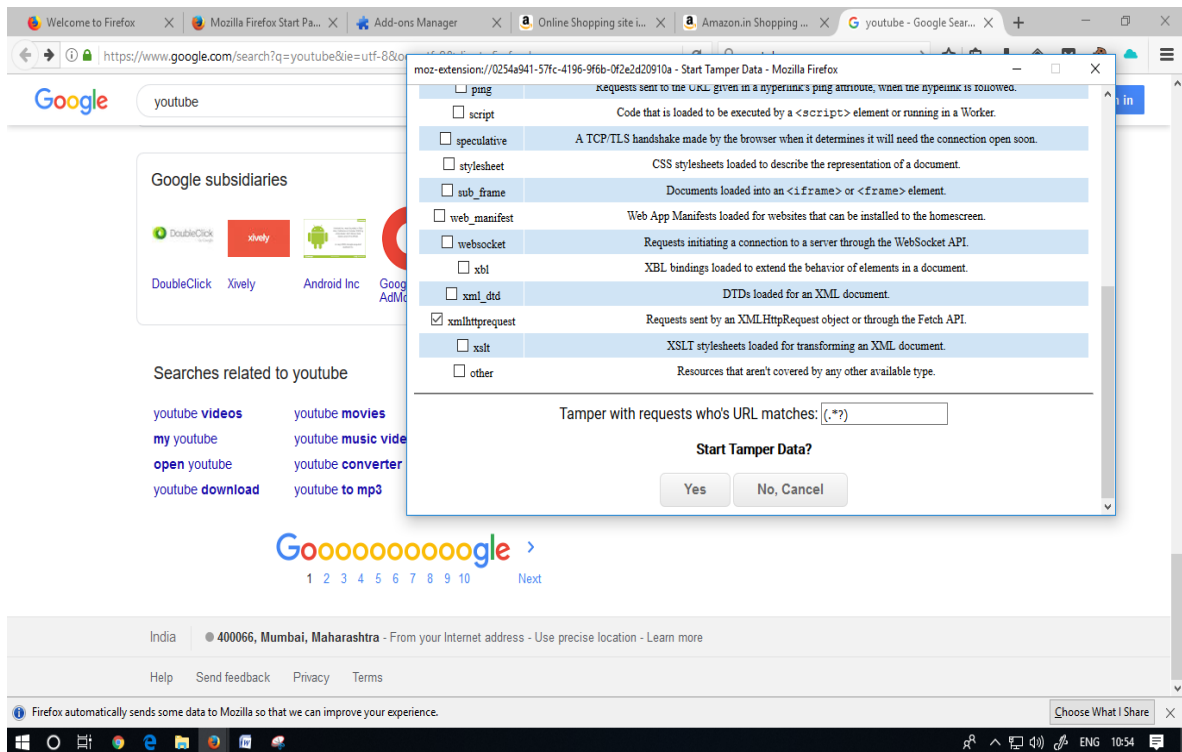 Welcome to Firefox
Mozilla Firefox Start Pa...
Add-ons Manager
Online Shopping site i...
Amazon.in Shopping ...
youtube - Google Sear...
https://www.google.com/search?q=youtube&ie=utf-8&o
moz-extension://0254a941-57fc-4196-9f6b-0f2e2d20910a - Start Tamper Data - Mozilla Firefox
Google
youtube
n in
ping Requests sent to the URL given in a hyperlink's ping attribute, when the hyperlink is followed.
script Code that is loaded to be executed by a <script> element or running in a Worker.
speculative A TCP/TLS handshake made by the browser when it determines it will need the connection open soon.
stylesheet CSS stylesheets loaded to describe the representation of a document.
sub_frame Documents loaded into an <iframe> or <frame> element.
web_manifest Web App Manifests loaded for websites that can be installed to the homescreen.
websocket Requests initiating a connection to a server through the WebSocket API.
xbl XBL bindings loaded to extend the behavior of elements in a document.
xml_dtd DTDs loaded for an XML document.
xmlhttprequest Requests sent by an XMLHttpRequest object or through the Fetch API.
xslt XSLT stylesheets loaded for transforming an XML document.
other Resources that aren't covered by any other available type.
Tamper with requests who's URL matches: (.*?)
Start Tamper Data?
Yes No, Cancel
Google subsidiaries
DoubleClick
xively
DoubleClick Xively Android Inc Goog
AdMo
Searches related to youtube
youtube videos youtube movies
my youtube youtube music vide
open youtube youtube converter
youtube download youtube to mp3
Goooooooooogle
1 2 3 4 5 6 7 8 9 10 Next
India 400066, Mumbai, Maharashtra - From your Internet address - Use precise location - Learn more
Help Send feedback Privacy Terms
Firefox automatically sends some data to Mozilla so that we can improve your experience.
Choose What I Share
ENG 10:54